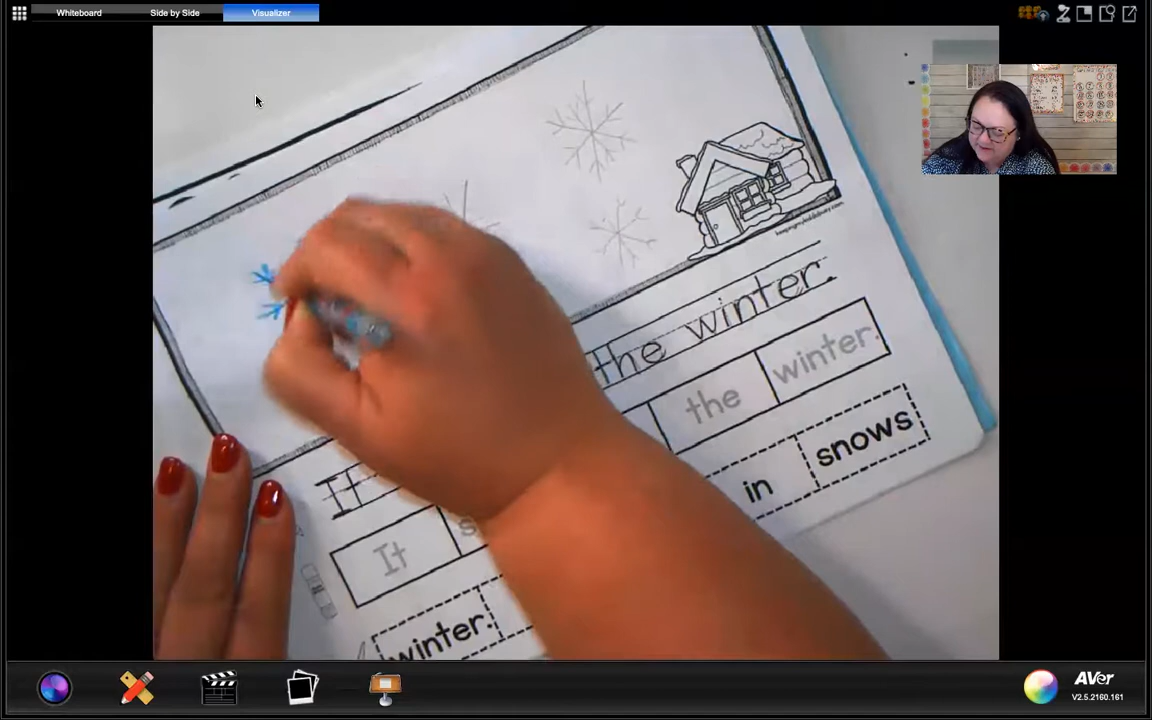 Whiteboard Side by Side Visualizer
the winter.
the winter.
in snows
It
It s
winter.
AVer
V2.5.2160.161